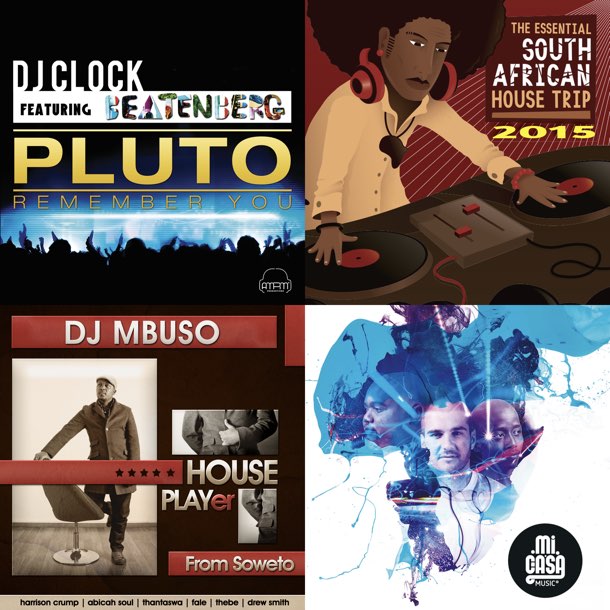 DJ CLOCK
FEATURING BEATENBERG
PLUTO
REMEMBER YOU
THE ESSENTIAL
SOUTH
AFRICAN
HOUSE TRIP
2015
DJ MBUSO
HOUSE
PLAYer
From Soweto
harrison crump | abicah soul | thantaswa | fale | thebe | drew smith
Mi.
CASA
MUSIC